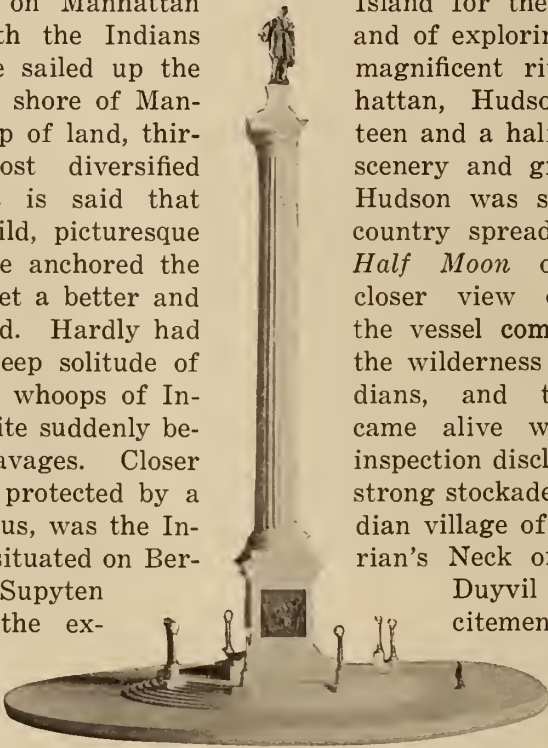 on Manhattan Island for the
th the Indians and of explorin
e sailed up the magnificent ri
shore of Man- hattan, Hudso
p of land, thir- teen and a hal
ost diversified scenery and g
is said that Hudson was s
ild, picturesque country spread
e anchored the Half Moon o
et a better and closer view o
d. Hardly had the vessel com
eep solitude of the wilderness
whoops of In- dians, and t
ite suddenly be- came alive w
avages. Closer inspection discl
protected by a strong stockade
us, was the In- dian village of
situated on Ber- rian's Neck o
Supyten Duyvil
the ex- citemen